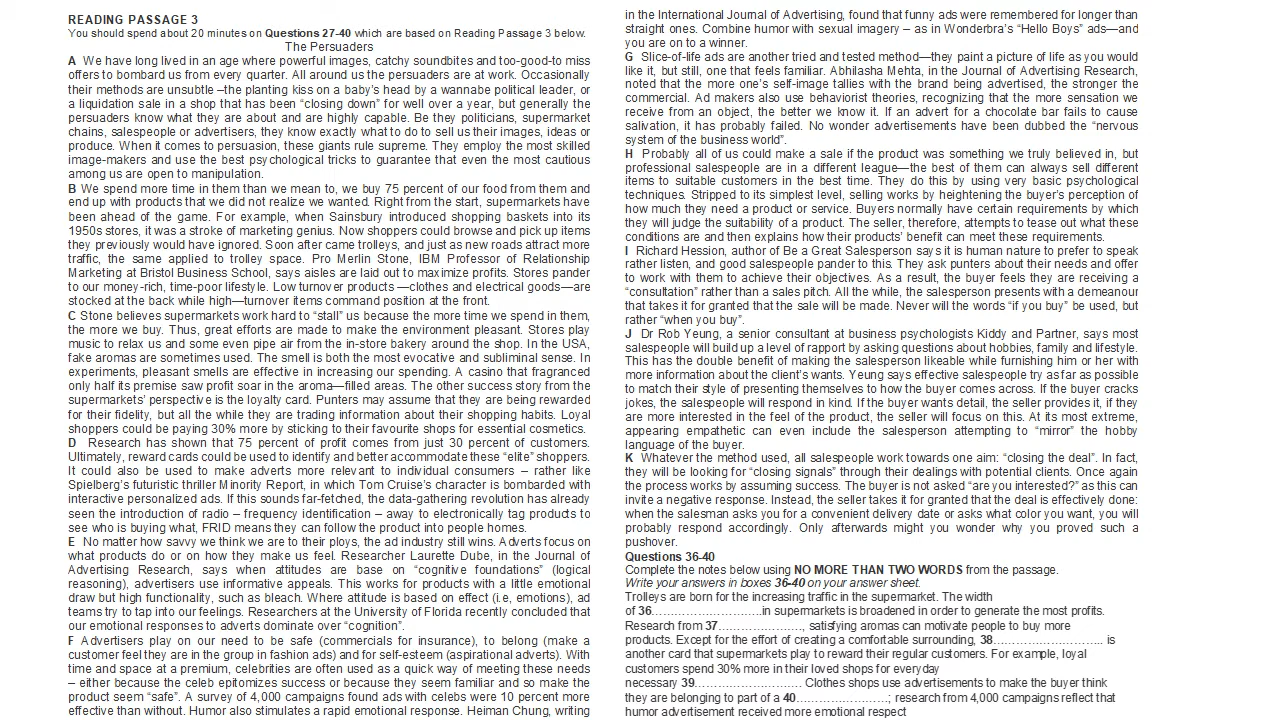 READING PASSAGE 3
You should spend about 20 minutes on Questions 27-40 which are based on Reading Passage 3 below.
The Persuaders
A We have long lived in an age where powerful images, catchy soundbites and too-good-to miss
offers to bombard us from every quarter. All around us the persuaders are at work. Occasionally
their methods are unsubtle –the planting kiss on a baby's head by a wannabe political leader, or
a liquidation sale in a shop that has been “closing down” for well over a year, but generally the
persuaders know what they are about and are highly capable. Be they politicians, supermarket
chains, salespeople or advertisers, they know exactly what to do to sell us their images, ideas or
produce. When it comes to persuasion, these giants rule supreme. They employ the most skilled
image-makers and use the best psychological tricks to guarantee that even the most cautious
among us are open to manipulation.
B We spend more time in them than we mean to, we buy 75 percent of our food from them and
end up with products that we did not realize we wanted. Right from the start, supermarkets have
been ahead of the game. For example, when Sainsbury introduced shopping baskets into its
1950s stores, it was a stroke of marketing genius. Now shoppers could browse and pick up items
they previously would have ignored. Soon after came trolleys, and just as new roads attract more
traffic, the same applied to trolley space. Pro Merlin Stone, IBM Professor of Relationship
Marketing at Bristol Business School, says aisles are laid out to maximize profits. Stores pander
to our money-rich, time-poor lifestyle. Low turnover products —clothes and electrical goods—are
stocked at the back while high—turnover items command position at the front.
C Stone believes supermarkets work hard to “stall” us because the more time we spend in them,
the more we buy. Thus, great efforts are made to make the environment pleasant. Stores play
music to relax us and some even pipe air from the in-store bakery around the shop. In the USA,
fake aromas are sometimes used. The smell is both the most evocative and subliminal sense. In
experiments, pleasant smells are effective in increasing our spending. A casino that fragranced
only half its premise saw profit soar in the aroma—filled areas. The other success story from the
supermarkets' perspective is the loyalty card. Punters may assume that they are being rewarded
for their fidelity, but all the while they are trading information about their shopping habits. Loyal
shoppers could be paying 30% more by sticking to their favourite shops for essential cosmetics.
D Research has shown that 75 percent of profit comes from just 30 percent of customers.
Ultimately, reward cards could be used to identify and better accommodate these “elite” shoppers.
It could also be used to make adverts more relevant to individual consumers – rather like
Spielberg's futuristic thriller Minority Report, in which Tom Cruise's character is bombarded with
interactive personalized ads. If this sounds far-fetched, the data-gathering revolution has already
seen the introduction of radio – frequency identification – away to electronically tag products to
see who is buying what, FRID means they can follow the product into people homes.
E No matter how savvy we think we are to their ploys, the ad industry still wins. Adverts focus on
what products do or on how they make us feel. Researcher Laurette Dube, in the Journal of
Advertising Research, says when attitudes are base on “cognitive foundations” (logical
reasoning), advertisers use informative appeals. This works for products with a little emotional
draw but high functionality, such as bleach. Where attitude is based on effect (i.e, emotions), ad
teams try to tap into our feelings. Researchers at the University of Florida recently concluded that
our emotional responses to adverts dominate over “cognition”.
F Advertisers play on our need to be safe (commercials for insurance), to belong (make a
customer feel they are in the group in fashion ads) and for self-esteem (aspirational adverts). With
time and space at a premium, celebrities are often used as a quick way of meeting these needs
– either because the celeb epitomizes success or because they seem familiar and so make the
product seem “safe”. A survey of 4,000 campaigns found ads with celebs were 10 percent more
effective than without. Humor also stimulates a rapid emotional response. Heiman Chung, writing
in the International Journal of Advertising, found that funny ads were remembered for longer than
straight ones. Combine humor with sexual imagery – as in Wonderbra's “Hello Boys” ads—and
you are on to a winner.
G Slice-of-life ads are another tried and tested method—they paint a picture of life as you would
like it, but still, one that feels familiar. Abhilasha Mehta, in the Journal of Advertising Research,
noted that the more one's self-image tallies with the brand being advertised, the stronger the
commercial. Ad makers also use behaviorist theories, recognizing that the more sensation we
receive from an object, the better we know it. If an advert for a chocolate bar fails to cause
salivation, it has probably failed. No wonder advertisements have been dubbed the “nervous
system of the business world”.
H Probably all of us could make a sale if the product was something we truly believed in, but
professional salespeople are in a different league—the best of them can always sell different
items to suitable customers in the best time. They do this by using very basic psychological
techniques. Stripped to its simplest level, selling works by heightening the buyer's perception of
how much they need a product or service. Buyers normally have certain requirements by which
they will judge the suitability of a product. The seller, therefore, attempts to tease out what these
conditions are and then explains how their products' benefit can meet these requirements.
I Richard Hession, author of Be a Great Salesperson says it is human nature to prefer to speak
rather listen, and good salespeople pander to this. They ask punters about their needs and offer
to work with them to achieve their objectives. As a result, the buyer feels they are receiving a
“consultation” rather than a sales pitch. All the while, the salesperson presents with a demeanour
that takes it for granted that the sale will be made. Never will the words “if you buy” be used, but
rather “when you buy”.
J Dr Rob Yeung, a senior consultant at business psychologists Kiddy and Partner, says most
salespeople will build up a level of rapport by asking questions about hobbies, family and lifestyle.
This has the double benefit of making the salesperson likeable while furnishing him or her with
more information about the client's wants. Yeung says effective salespeople try as far as possible
to match their style of presenting themselves to how the buyer comes across. If the buyer cracks
jokes, the salespeople will respond in kind. If the buyer wants detail, the seller provides it, if they
are more interested in the feel of the product, the seller will focus on this. At its most extreme,
appearing empathetic can even include the salesperson attempting to “mirror” the hobby
language of the buyer.
K Whatever the method used, all salespeople work towards one aim: “closing the deal”. In fact,
they will be looking for “closing signals” through their dealings with potential clients. Once again
the process works by assuming success. The buyer is not asked “are you interested?” as this can
invite a negative response. Instead, the seller takes it for granted that the deal is effectively done:
when the salesman asks you for a convenient delivery date or asks what color you want, you will
probably respond accordingly. Only afterwards might you wonder why you proved such a
pushover.
Questions 36-40
Complete the notes below using NO MORE THAN TWO WORDS from the passage.
Write your answers in boxes 36-40 on your answer sheet.
Trolleys are born for the increasing traffic in the supermarket. The width
of 36………………………in supermarkets is broadened in order to generate the most profits.
Research from 37…………………, satisfying aromas can motivate people to buy more
products. Except for the effort of creating a comfortable surrounding, 38……………………… is
another card that supermarkets play to reward their regular customers. For example, loyal
customers spend 30% more in their loved shops for everyday
necessary 39……………………… Clothes shops use advertisements to make the buyer think
they are belonging to part of a 40…………………; research from 4,000 campaigns reflect that
humor advertisement received more emotional respect